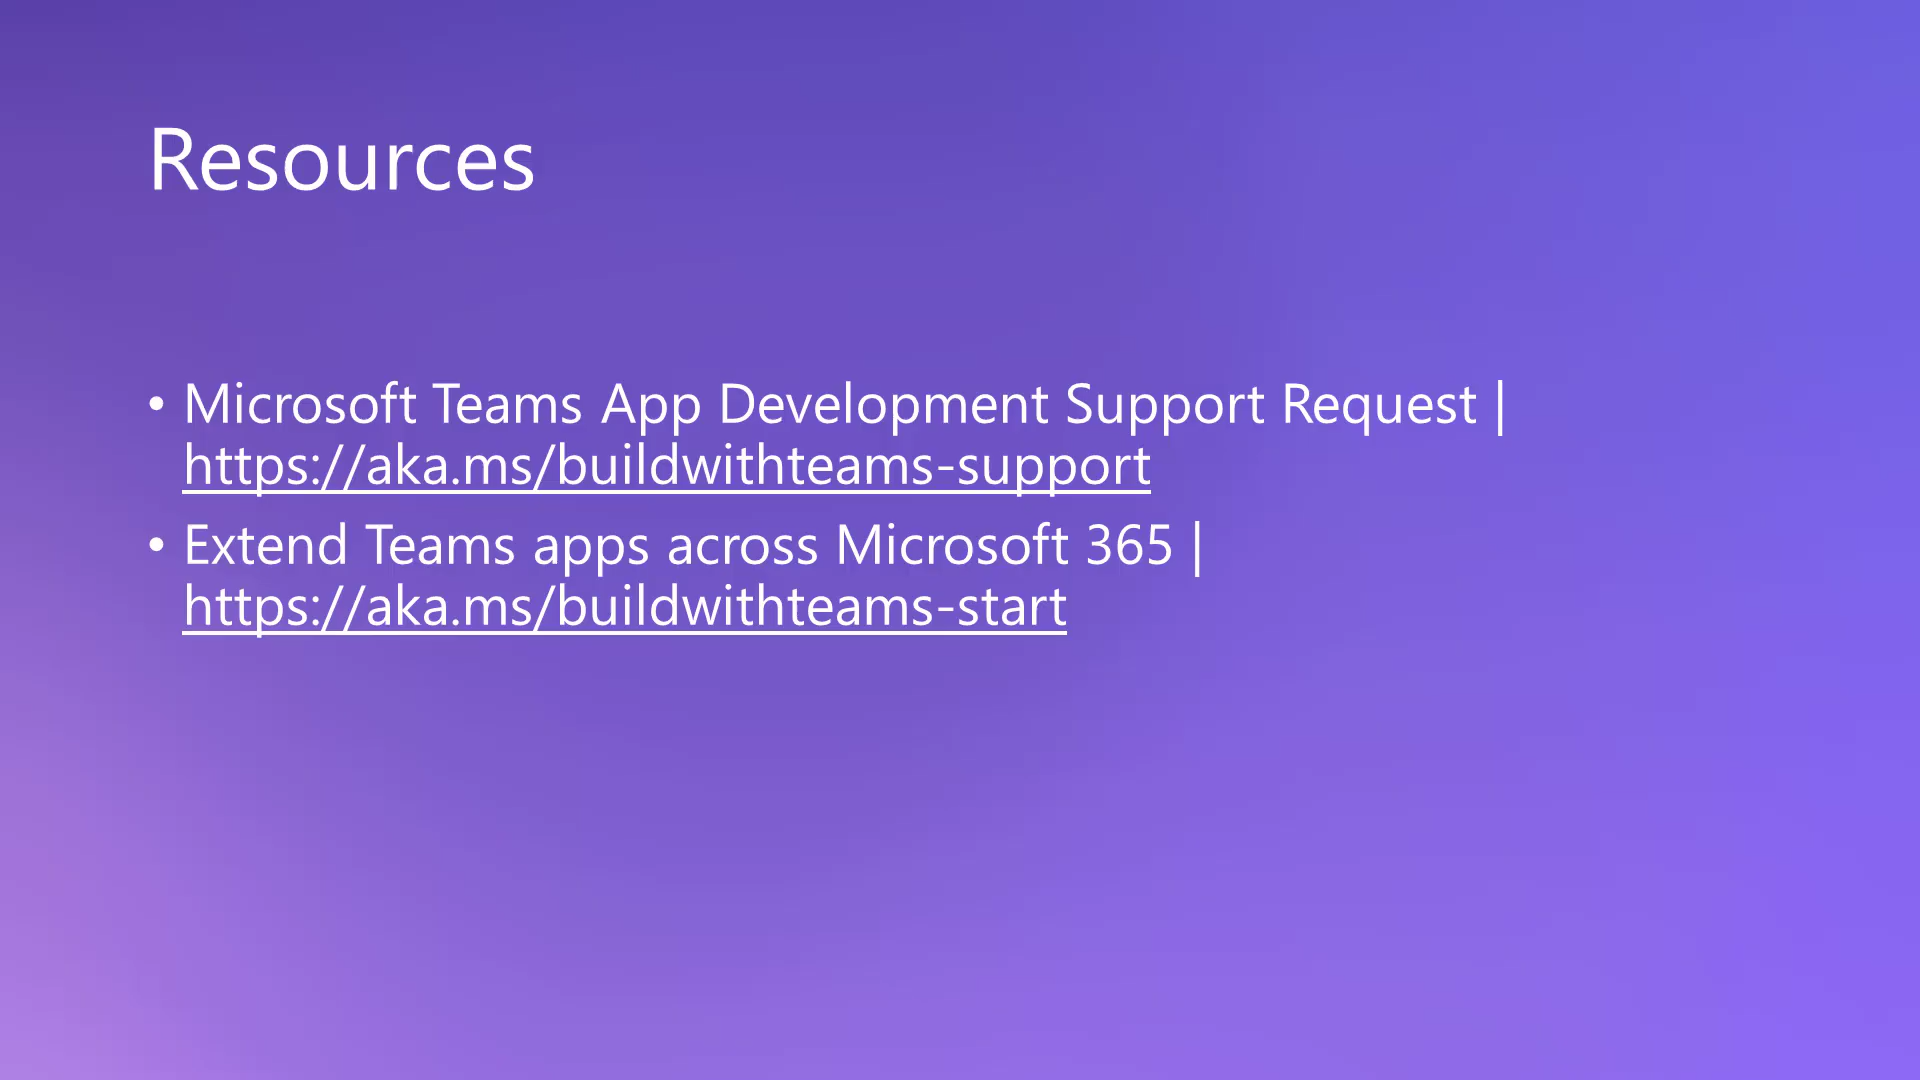 Resources
• Microsoft Teams App Development Support Request |
https://aka.ms/buildwithteams-support
• Extend Teams apps across Microsoft 365 |
https://aka.ms/buildwithteams-start